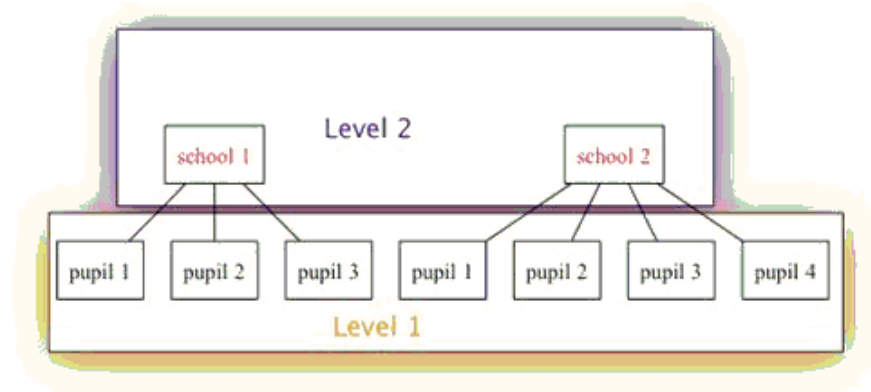 Level 2
school 1
school 2
pupil 1
pupil 2
pupil 3
pupil 1
pupil 2
pupil 3
pupil 4
Level 1